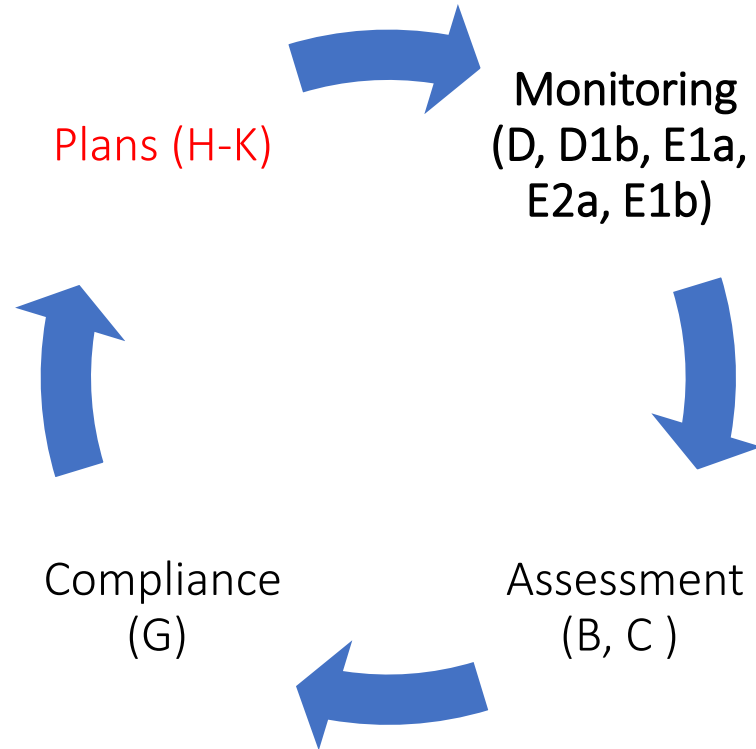 Plans (H-K)
Monitoring
(D, D1b, E1a,
E2a, E1b)
Assessment
(B, C )
Compliance
(G)